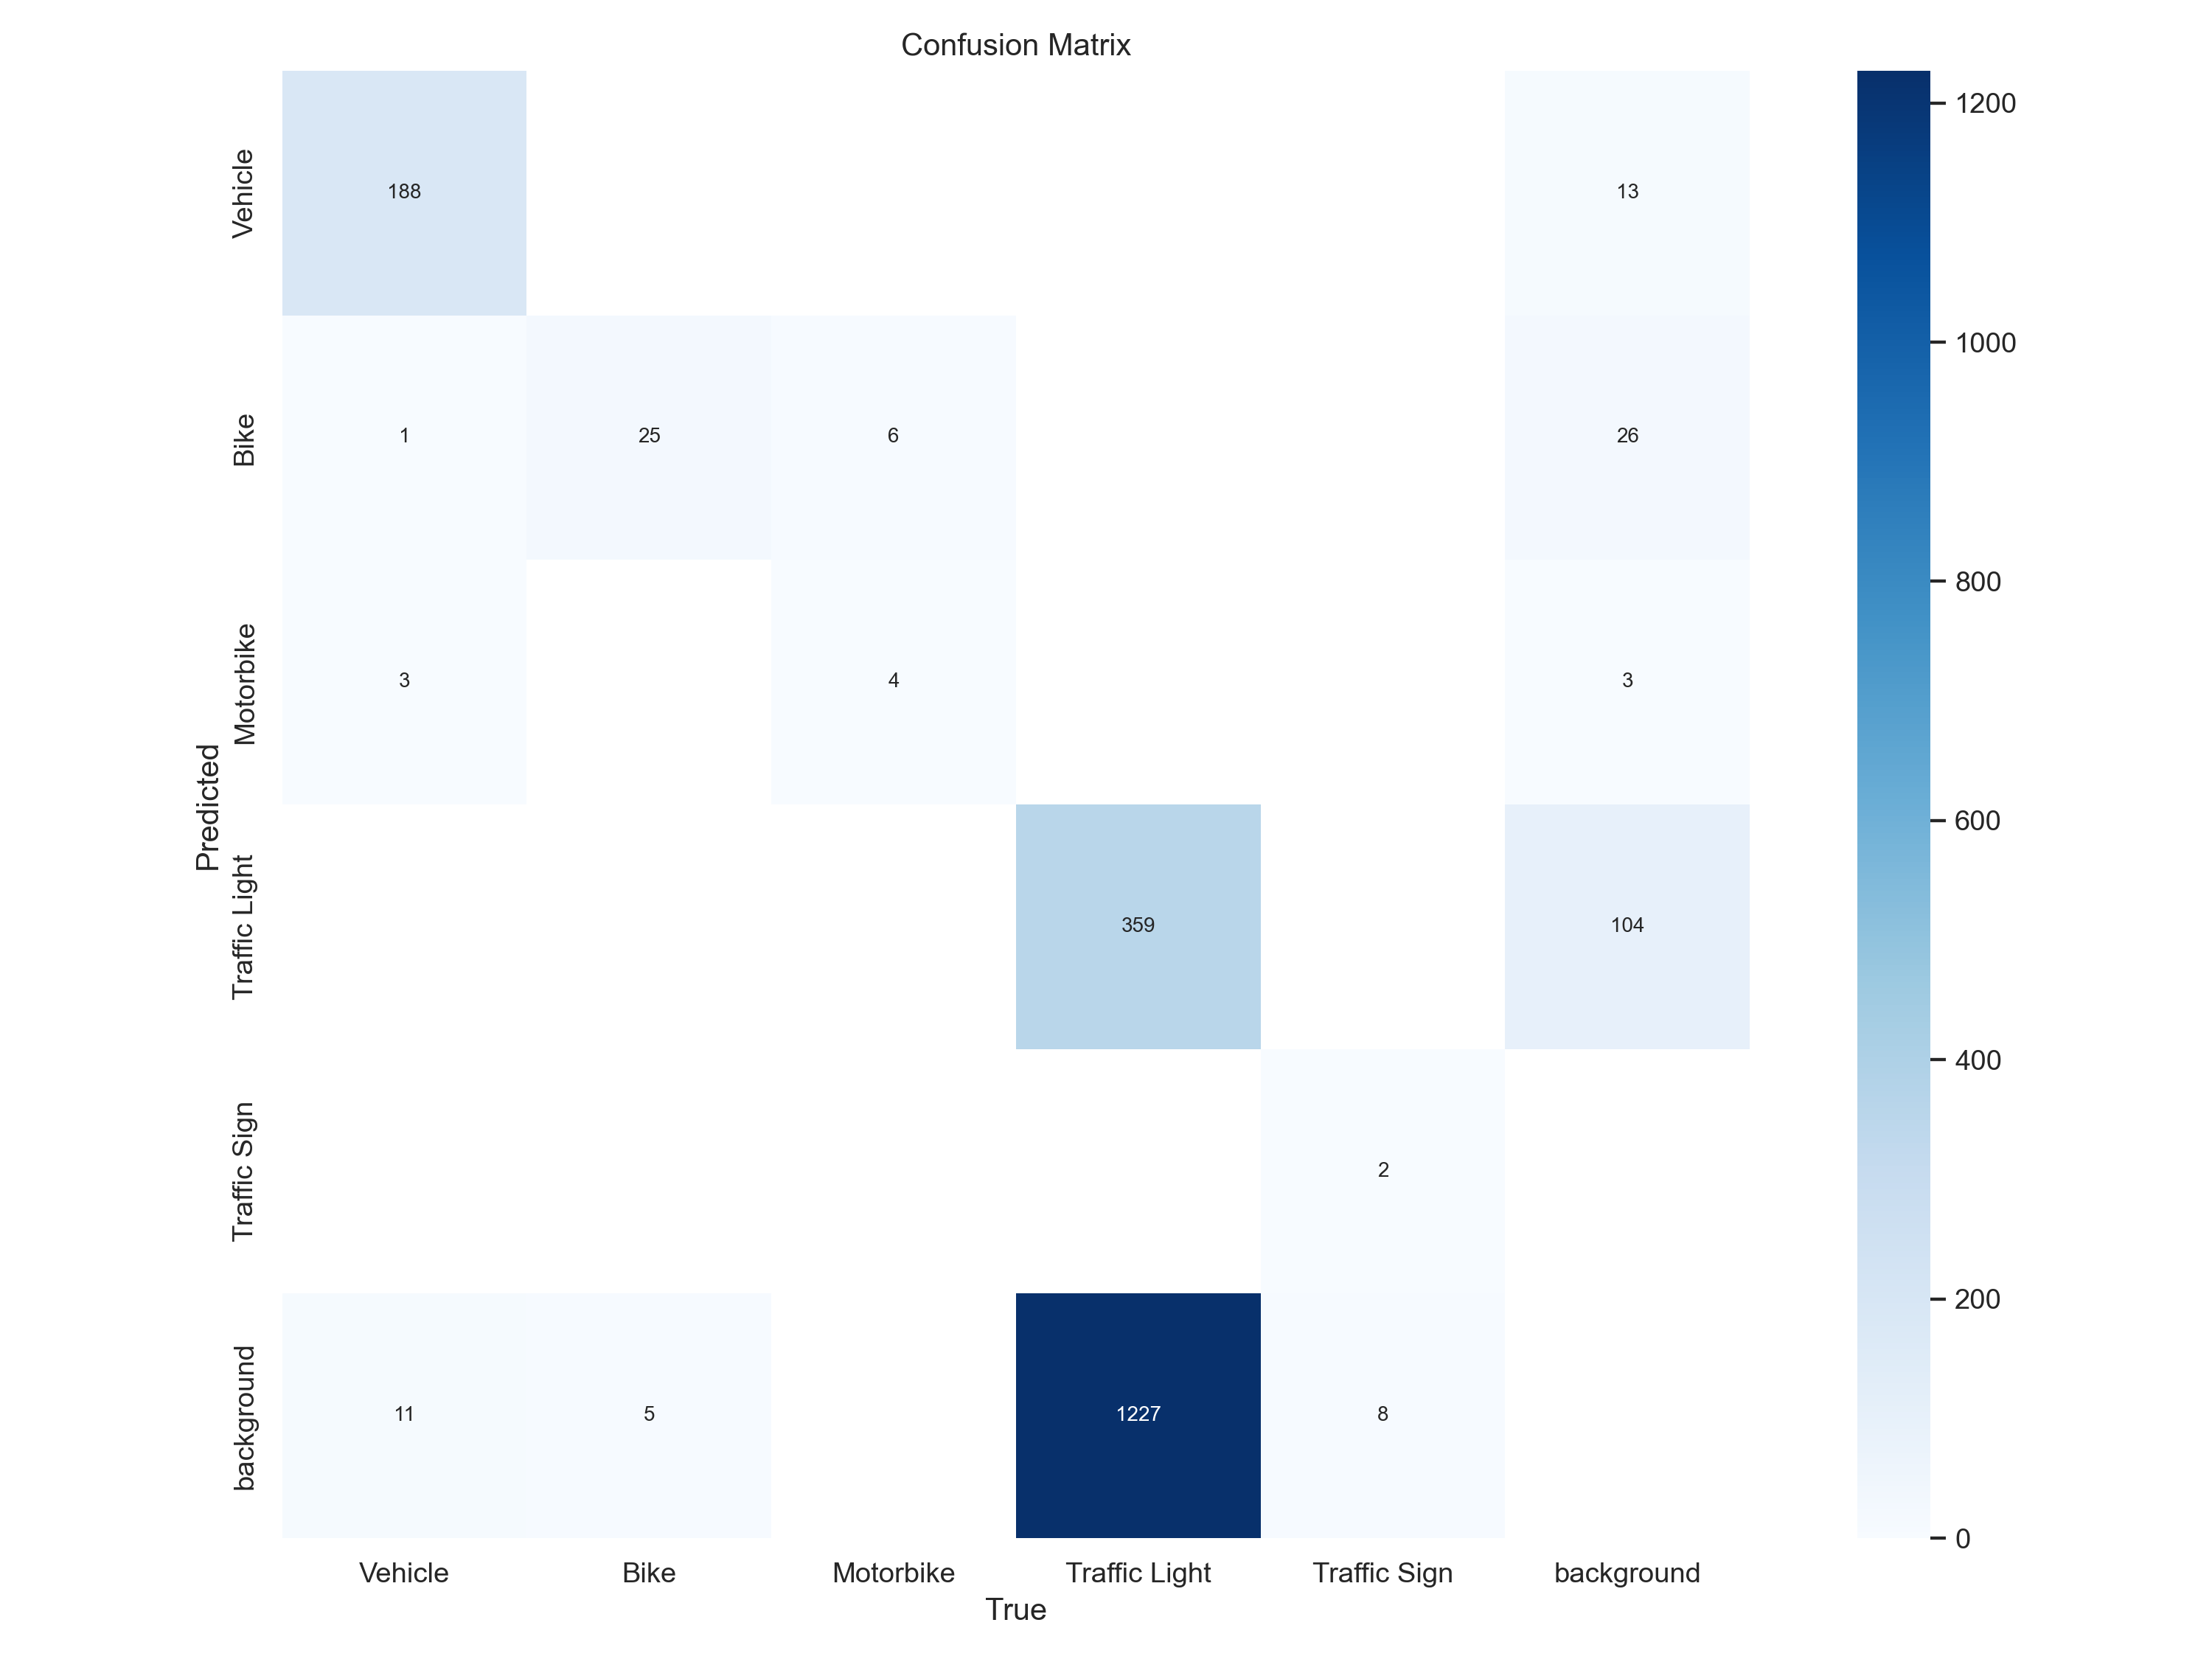 Confusion Matrix
Vehicle
188
13
Bike
1
25
6
26
Motorbike
3
4
3
Predicted
Traffic Light
359
104
Traffic Sign
2
background
11
5
1227
8
Vehicle
Bike
Motorbike
Traffic Light
Traffic Sign
background
True
1200
1000
800
600
400
200
0